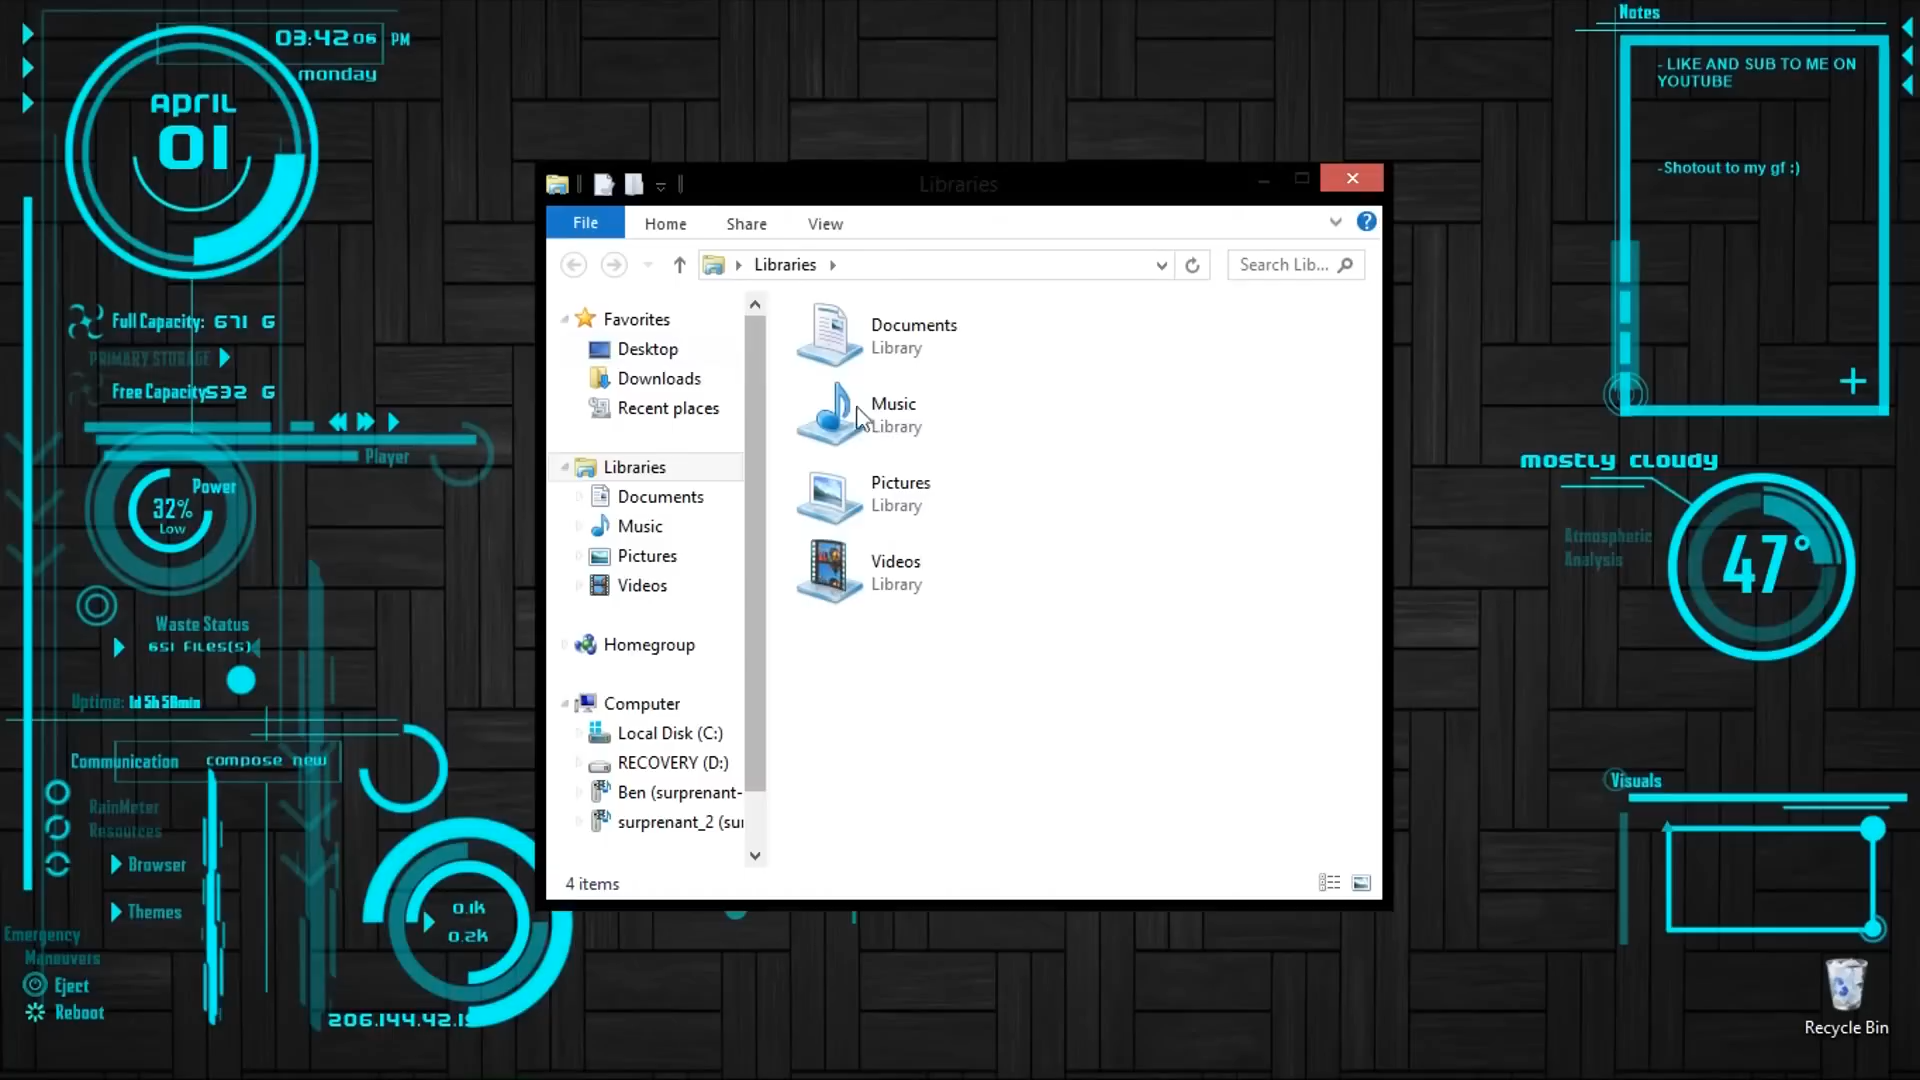 03:42 06 PM
monday
APRIL
01
Full Capacity: 671 G
PRIMARY STORAGE
Free Capacity 532 G
Player
Power
32%
Low
Waste Status
651 Files(s)
Uptime: 1d 5h 58min
Communication
compose new
RainMeter
Resources
Browser
Themes
0.1k
0.2k
Emergency
Maneuvers
Eject
Reboot
206.144.42.
Libraries
File
Home
Share
View
Libraries
Search Lib...
Favorites
Desktop
Downloads
Recent places
Libraries
Documents
Music
Pictures
Videos
Homegroup
Computer
Local Disk (C:)
RECOVERY (D:)
Ben (surprenant-
surprenant_2 (sur
Documents
Library
Music
Library
Pictures
Library
Videos
Library
4 items
Notes
- LIKE AND SUB TO ME ON
YOUTUBE
-Shotout to my gf :)
mostly cloudy
Atmospheric
Analysis
47°
Visuals
Recycle Bin